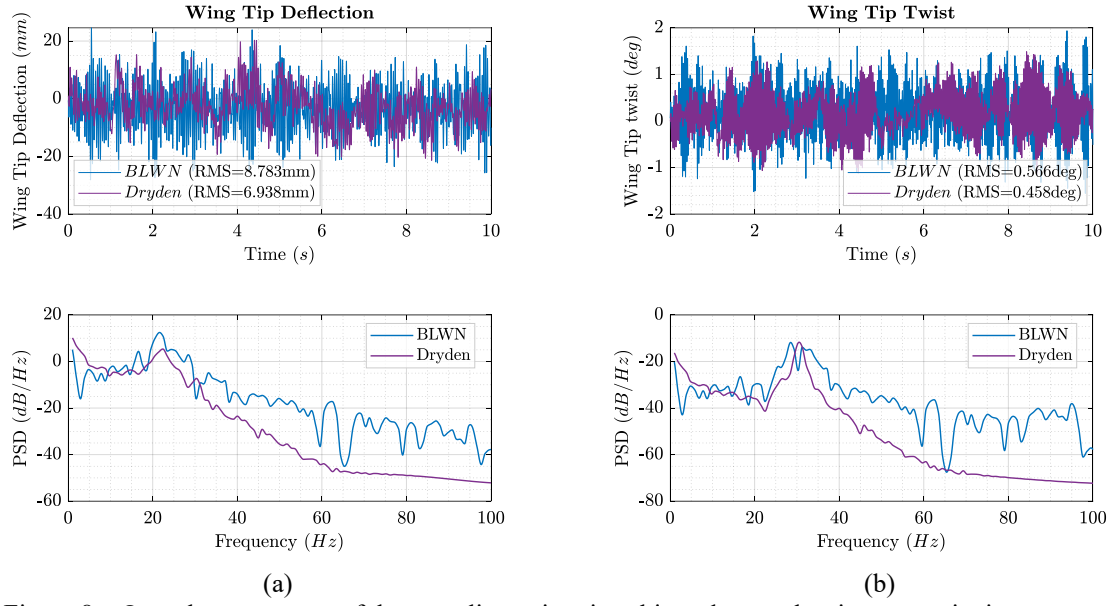 Wing Tip Deflection
Wing Tip Deflection (mm)
20
0
-20
-40
BLWN (RMS=8.783mm)
Dryden (RMS=6.938mm)
0 2 4 6 8 10
Time (s)
Wing Tip Twist
Wing Tip twist (deg)
2
1
0
-1
-2
BLWN (RMS=0.566deg)
Dryden (RMS=0.458deg)
0 2 4 6 8 10
Time (s)
PSD (dB/Hz)
20
0
-20
-40
-60
BLWN
Dryden
0 20 40 60 80 100
Frequency (Hz)
(a)
PSD (dB/Hz)
0
-20
-40
-60
-80
BLWN
Dryden
0 20 40 60 80 100
Frequency (Hz)
(b)